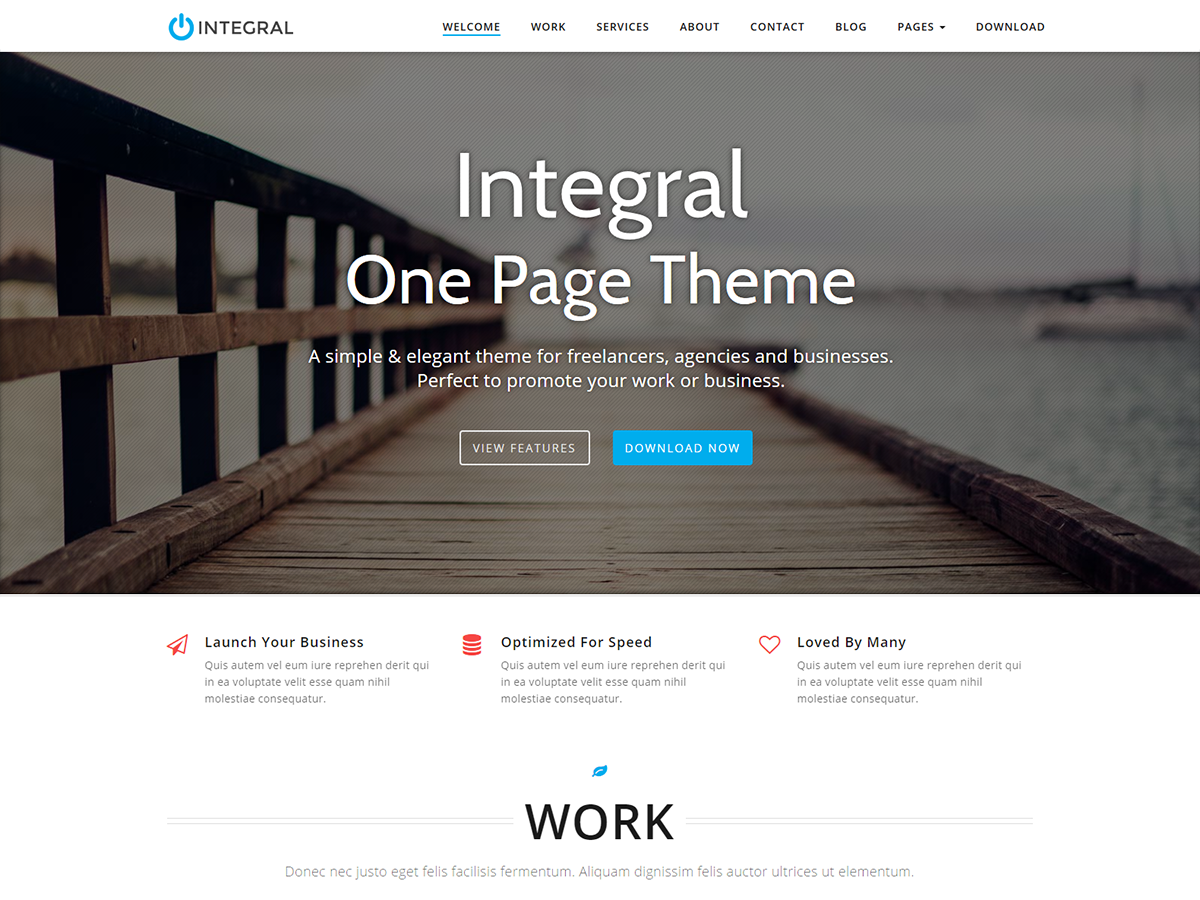 INTEGRAL
WELCOME WORK SERVICES ABOUT CONTACT BLOG PAGES DOWNLOAD
Integral
One Page Theme
A simple & elegant theme for freelancers, agencies and businesses.
Perfect to promote your work or business.
VIEW FEATURES
DOWNLOAD NOW
Launch Your Business
Quis autem vel eum iure reprehen derit qui
in ea voluptate velit esse quam nihil
molestiae consequatur.
Optimized For Speed
Quis autem vel eum iure reprehen derit qui
in ea voluptate velit esse quam nihil
molestiae consequatur.
Loved By Many
Quis autem vel eum iure reprehen derit qui
in ea voluptate velit esse quam nihil
molestiae consequatur.
WORK
Donec nec justo eget felis facilisis fermentum. Aliquam dignissim felis auctor ultrices ut elementum.